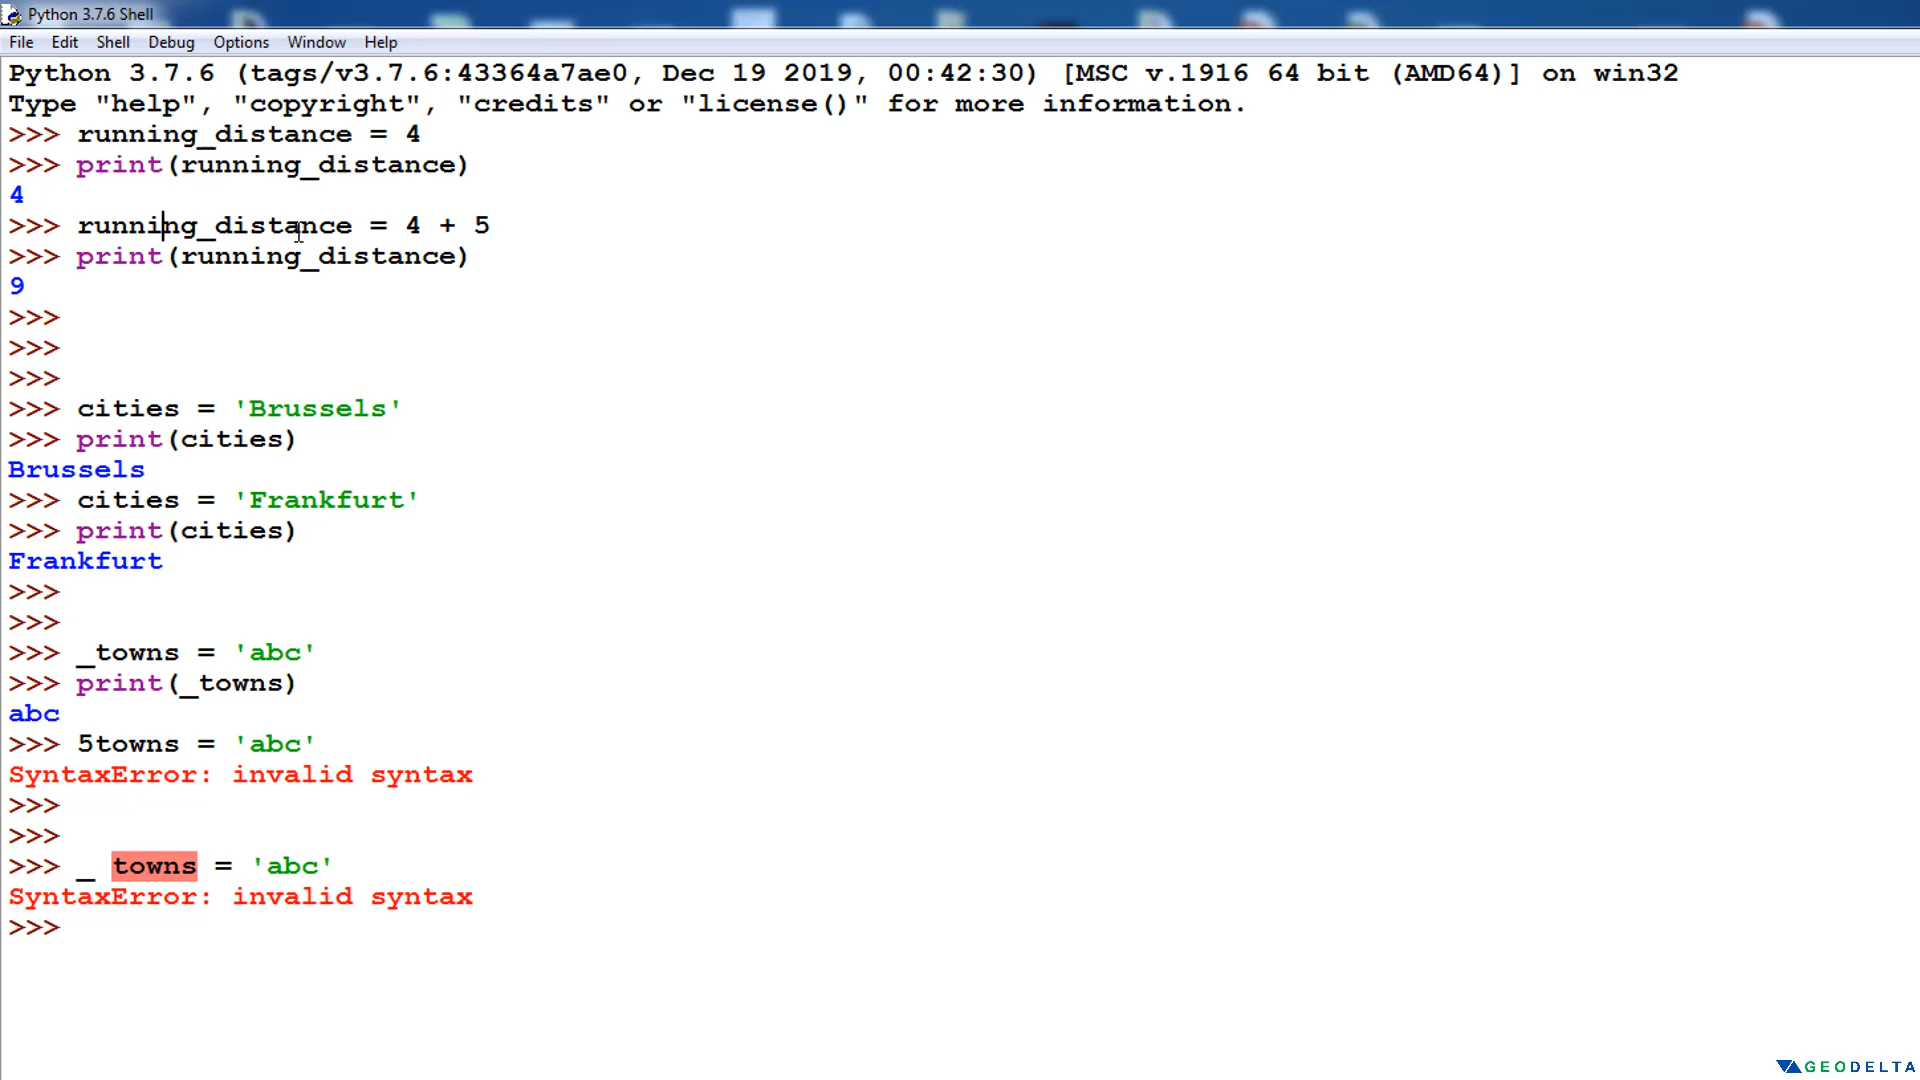 Python 3.7.6 Shell
File Edit Shell Debug Options Window Help
Python 3.7.6 (tags/v3.7.6:43364a7ae0, Dec 19 2019, 00:42:30) [MSC v.1916 64 bit (AMD64)] on win32
Type "help", "copyright", "credits" or "license()" for more information.
>>> running_distance = 4
>>> print(running_distance)
4
>>> running_distance = 4 + 5
>>> print(running_distance)
9
>>>
>>>
>>>
>>> cities = 'Brussels'
>>> print(cities)
Brussels
>>> cities = 'Frankfurt'
>>> print(cities)
Frankfurt
>>>
>>>
>>> _towns = 'abc'
>>> print(_towns)
abc
>>> 5towns = 'abc'
SyntaxError: invalid syntax
>>>
>>>
>>> _ towns = 'abc'
SyntaxError: invalid syntax
>>>
GEODELTA